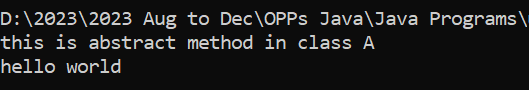 D:\2023\2023 Aug to Dec\OPPs Java\Java Programs\
this is abstract method in class A
hello world